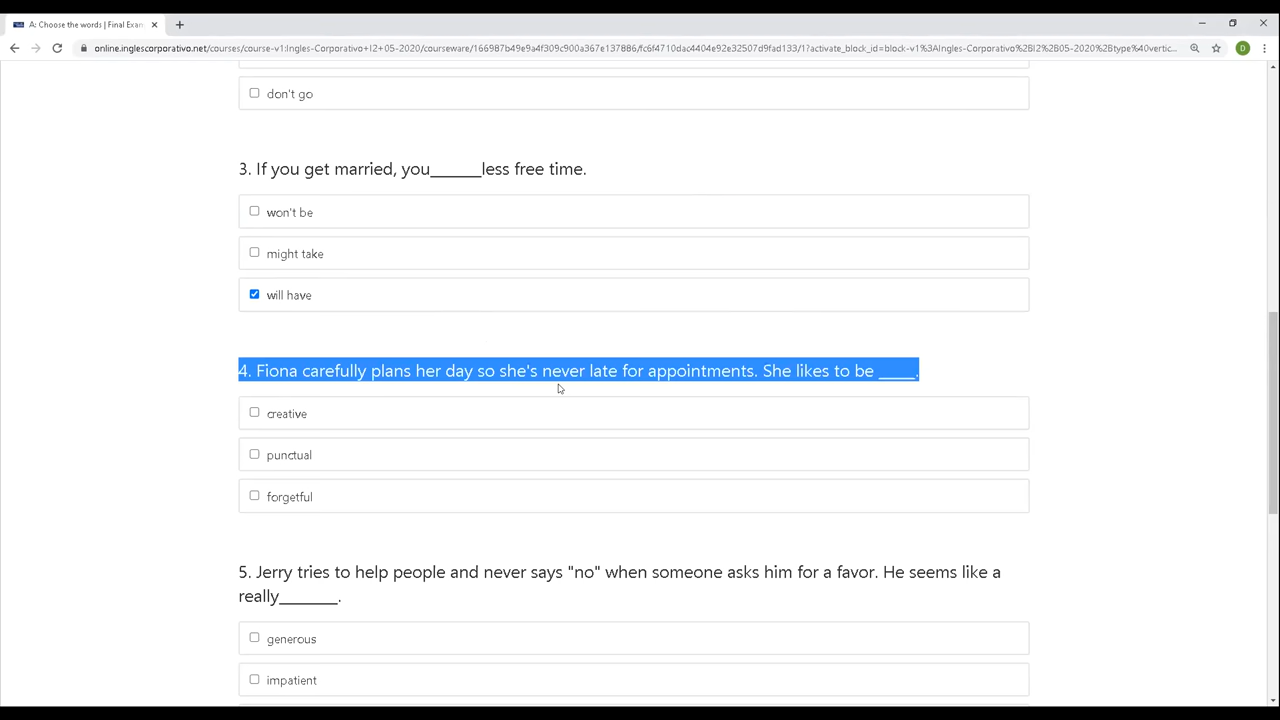 A: Choose the words | Final Exan
online.inglescorporativo.net/courses/course-v1:Ingles-Corporativo+I2+05-2020/courseware/166987b49e9a4f309c900a367e137886/fc6f4710dac4404e92e32507d9fad133/1?activate_block_id=block-v1%3AIngles-Corporativo%2BI2%2B05-2020%2Btype%40vertic...
D
don't go
3. If you get married, you______less free time.
won't be
might take
will have
4. Fiona carefully plans her day so she's never late for appointments. She likes to be ____.
creative
punctual
forgetful
5. Jerry tries to help people and never says "no" when someone asks him for a favor. He seems like a
really_______.
generous
impatient